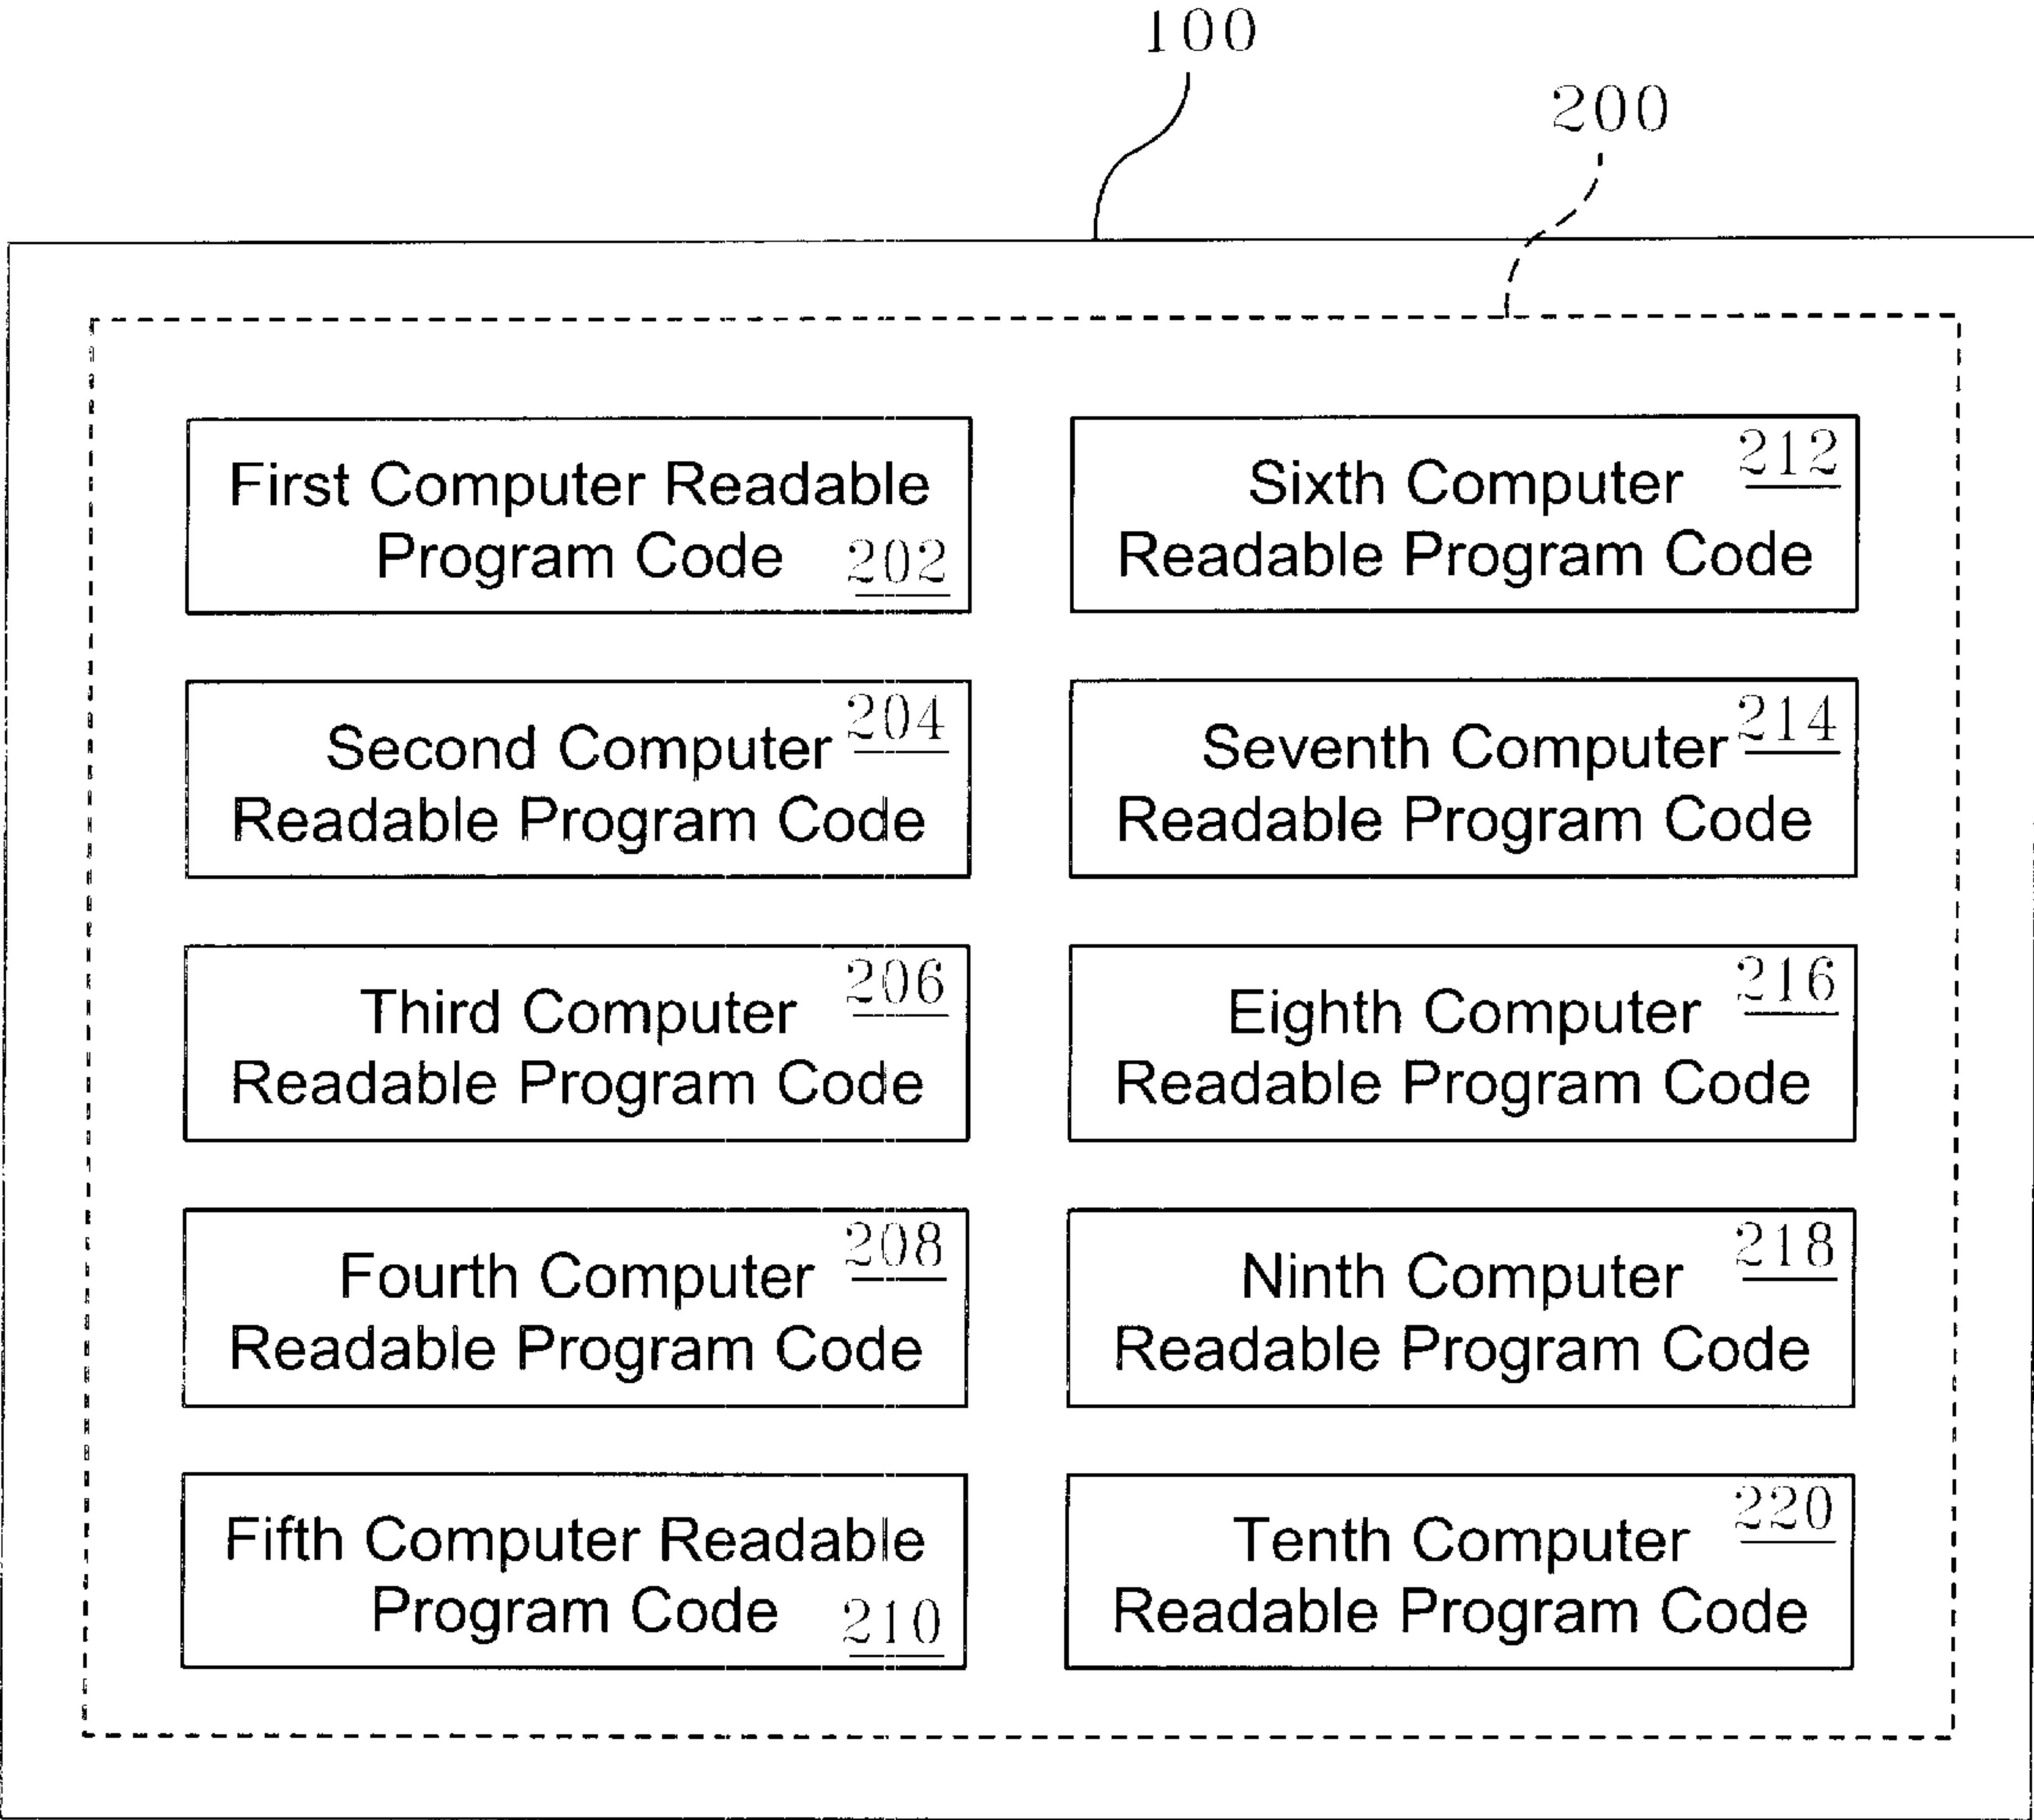 100
200
First Computer Readable
Program Code 202
Sixth Computer 212
Readable Program Code
Second Computer 204
Readable Program Code
Seventh Computer 214
Readable Program Code
Third Computer 206
Readable Program Code
Eighth Computer 216
Readable Program Code
Fourth Computer 208
Readable Program Code
Ninth Computer 218
Readable Program Code
Fifth Computer Readable
Program Code 210
Tenth Computer 220
Readable Program Code